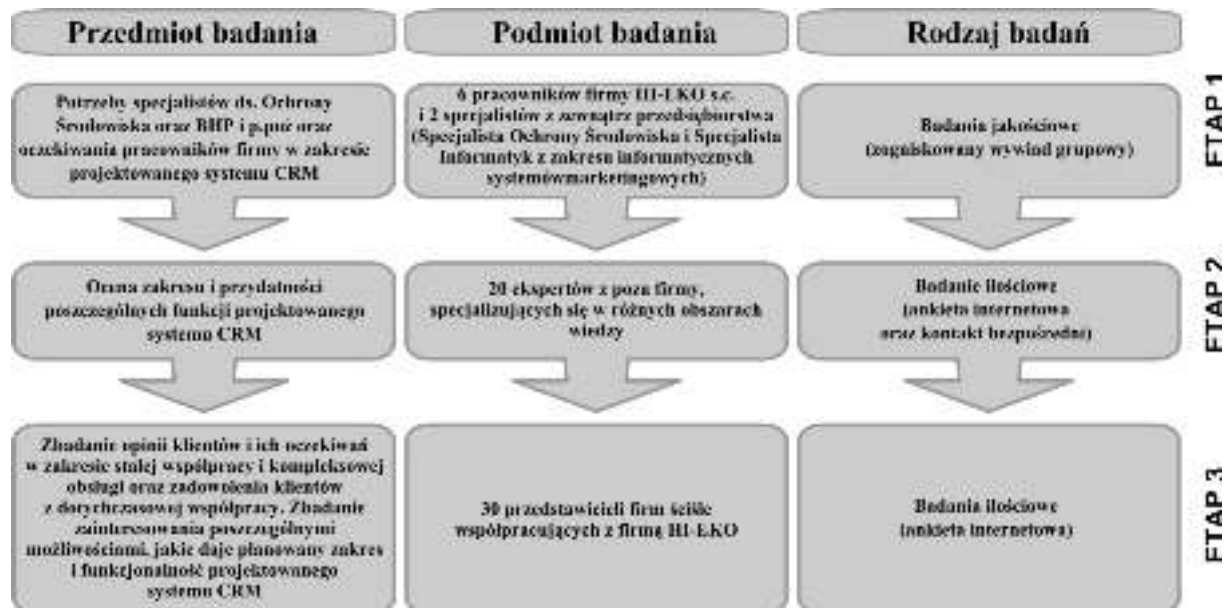 Przedmiot badania
Podmiot badania
Rodzaj badań
Potrzeby specjalistów ds. Ochrony
Środowiska oraz BHP i p.poż oraz
oczekiwania pracowników firmy w zakresie
projektowanego systemu CRM
6 pracowników firmy HI-EKO s.c.
i 2 specjalistów z zewnątrz przedsiębiorstwa
(Specjalista Ochrony Środowiska i Specjalista
Informatyk z zakresu informatycznych
systemówmarketingowych)
Badania jakościowe
(zogniskowany wywiad grupowy)
ETAP 1
Ocena zakresu i przydatności
poszczególnych funkcji projektowanego
systemu CRM
20 ekspertów z poza firmy,
specjalizujących się w różnych obszarach
wiedzy
Badanie ilościowe
(ankieta internetowa
oraz kontakt bezpośredni)
ETAP 2
Zbadanie opinii klientów i ich oczekiwań
w zakresie stałej współpracy i kompleksowej
obsługi oraz zadowolenia klientów
z dotychczasowej współpracy. Zbadanie
zainteresowania poszczególnymi
możliwościami, jakie daje planowany zakres
i funkcjonalność projektowanego
systemu CRM
30 przedstawicieli firm ściśle
współpracujących z firmą HI-EKO
Badania ilościowe
(ankieta internetowa)
ETAP 3